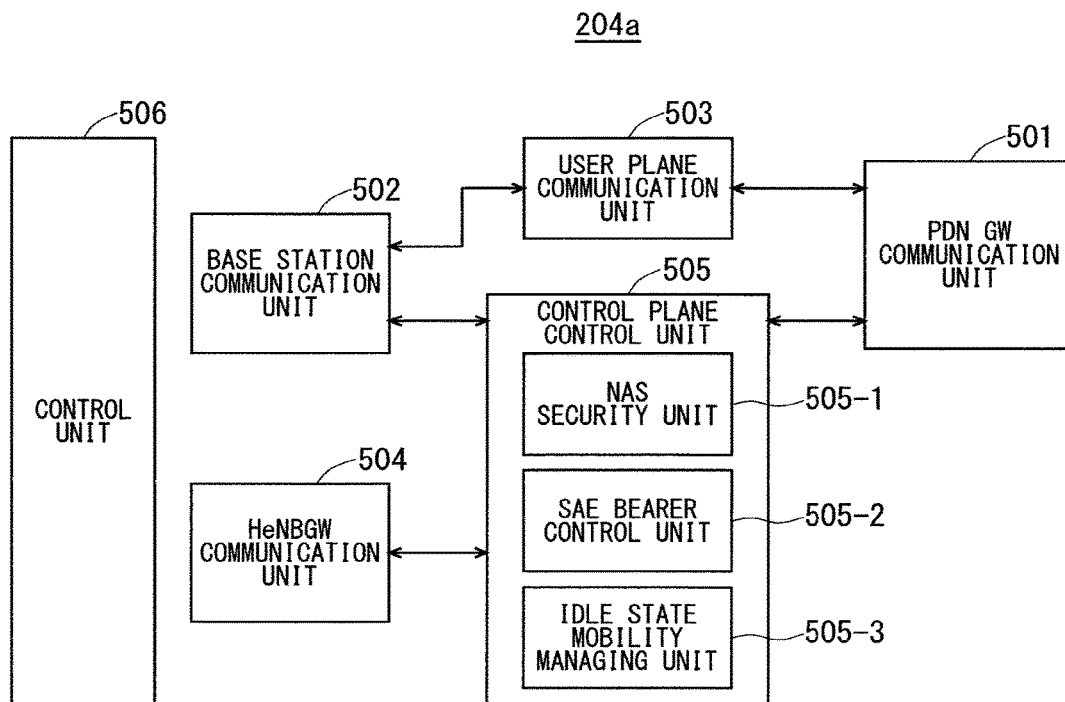 204a
506
503
501
USER PLANE
COMMUNICATION
UNIT
502
PDN GW
COMMUNICATION
UNIT
BASE STATION
COMMUNICATION
UNIT
505
CONTROL PLANE
CONTROL UNIT
NAS
SECURITY UNIT
505-1
CONTROL
UNIT
504
SAE BEARER
CONTROL UNIT
505-2
HeNBGW
COMMUNICATION
UNIT
IDLE STATE
MOBILITY
MANAGING UNIT
505-3